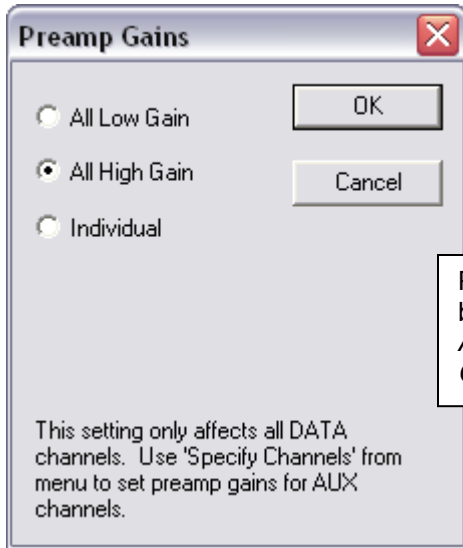 Preamp Gains
All Low Gain
OK
All High Gain
Cancel
Individual
This setting only affects all DATA
channels. Use 'Specify Channels' from
menu to set preamp gains for AUX
channels.